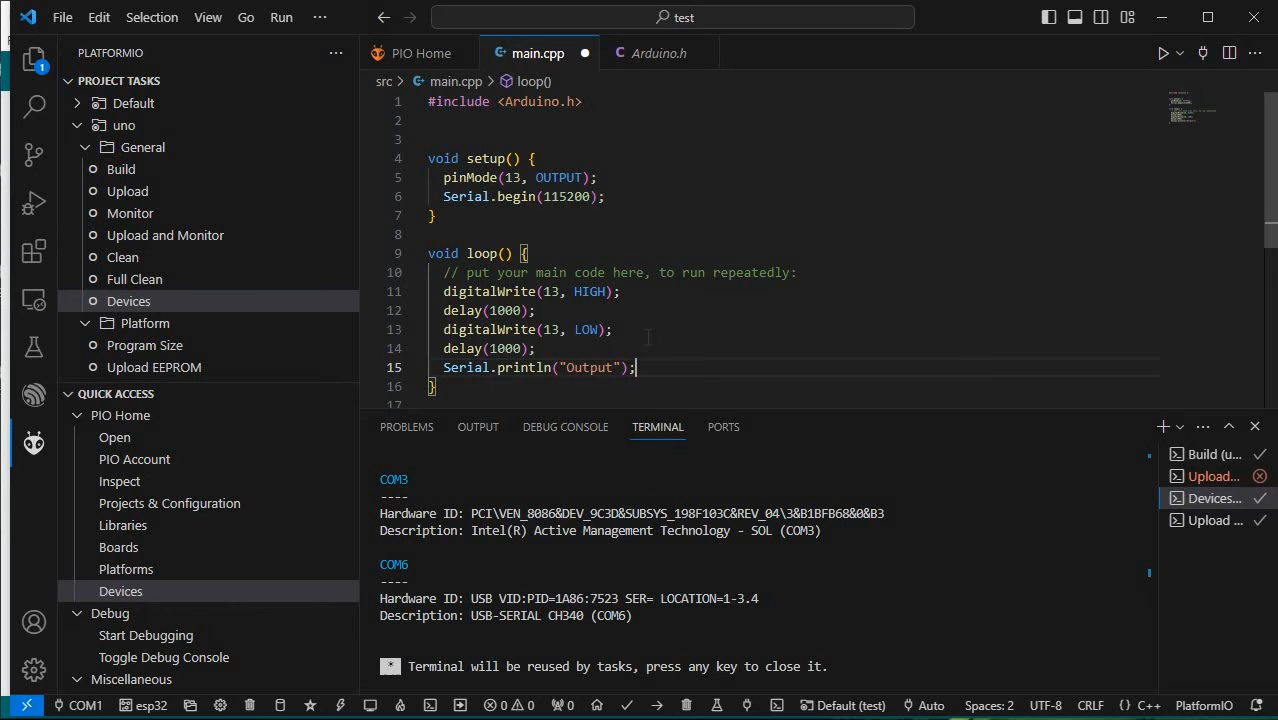 File Edit Selection View Go Run ··· test
PLATFORMIO ···
PROJECT TASKS
Default
uno
General
Build
Upload
Monitor
Upload and Monitor
Clean
Full Clean
Devices
Platform
Program Size
Upload EEPROM
QUICK ACCESS
PIO Home
Open
PIO Account
Inspect
Projects & Configuration
Libraries
Boards
Platforms
Devices
Debug
Start Debugging
Toggle Debug Console
Miscellaneous
1
PIO Home main.cpp Arduino.h
src > main.cpp > loop()
1 #include <Arduino.h>
2
3
4 void setup() {
5 pinMode(13, OUTPUT);
6 Serial.begin(115200);
7 }
8
9 void loop() {
10 // put your main code here, to run repeatedly:
11 digitalWrite(13, HIGH);
12 delay(1000);
13 digitalWrite(13, LOW);
14 delay(1000);
15 Serial.println("Output");
16 }
17
PROBLEMS OUTPUT DEBUG CONSOLE TERMINAL PORTS
COM3
----
Hardware ID: PCI\VEN_8086&DEV_9C3D&SUBSYS_198F103C&REV_04\3&B1BFB68&0&B3
Description: Intel(R) Active Management Technology - SOL (COM3)
COM6
----
Hardware ID: USB VID:PID=1A86:7523 SER= LOCATION=1-3.4
Description: USB-SERIAL CH340 (COM6)
* Terminal will be reused by tasks, press any key to close it.
Build (u...
Upload...
Devices...
Upload ...
COM1 esp32 0 0 0 Default (test) Auto Spaces: 2 UTF-8 CRLF {} C++ PlatformIO